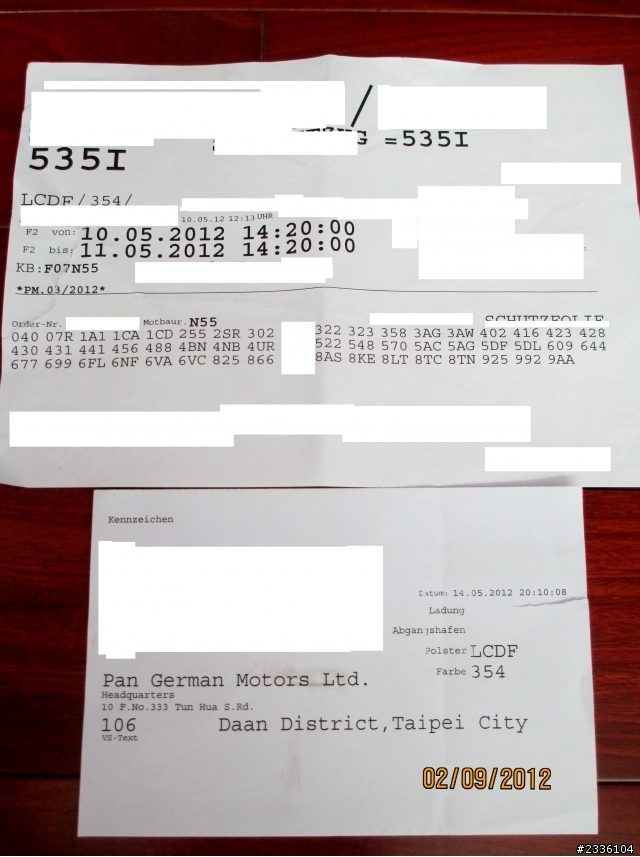 /
=535I
535I
LCDF/354/
10.05.12 12:13 UHR
F2 von: 10.05.2012 14:20:00
F2 bis: 11.05.2012 14:20:00
KB:F07N55
*PM.03/2012*
Order-Nr. Motbaur. N55 SCHUTZFOLIE
040 07R 1A1 1CA 1CD 255 2SR 302 322 323 358 3AG 3AW 402 416 423 428
430 431 441 456 488 4BN 4NB 4UR 522 548 570 5AC 5AG 5DF 5DL 609 644
677 699 6FL 6NF 6VA 6VC 825 866 8AS 8KE 8LT 8TC 8TN 925 992 9AA
Kennzeichen
Datum: 14.05.2012 20:10:08
Ladung
Abgangshafen
Polster LCDF
Farbe 354
Pan German Motors Ltd.
Headquarters
10 F.No.333 Tun Hua S.Rd.
106 Daan District,Taipei City
VS-Text
02/09/2012
#2336104